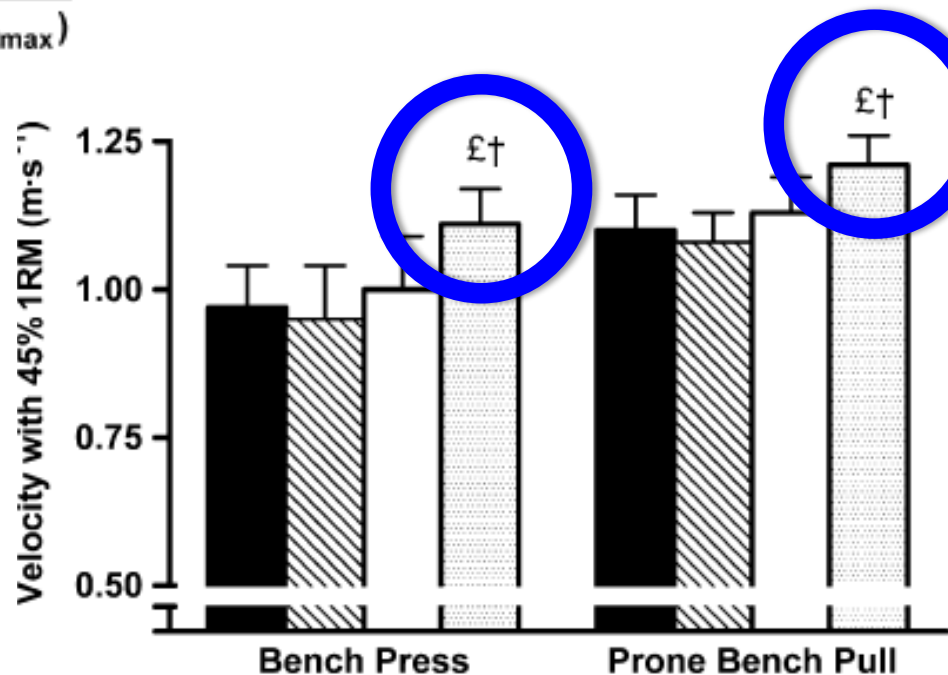 max)
£†
£†
Velocity with 45% 1RM (m·s⁻¹)
1.25
1.00
0.75
0.50
Bench Press
Prone Bench Pull